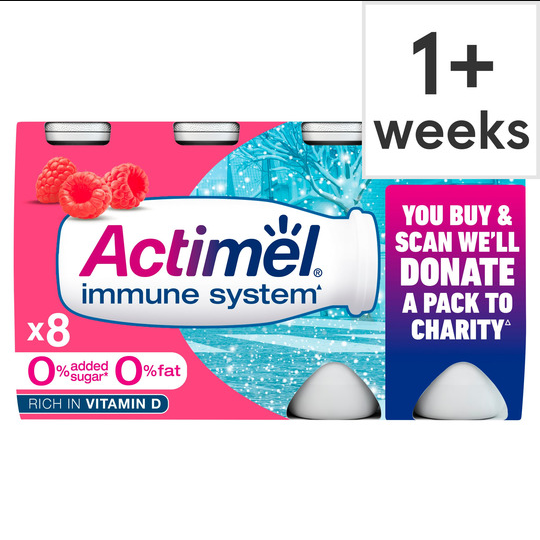 1+
weeks
YOU BUY &
SCAN WE'LL
DONATE
A PACK TO
CHARITY△
Actimel®
immune system▲
x8
0% added sugar* 0% fat
RICH IN VITAMIN D